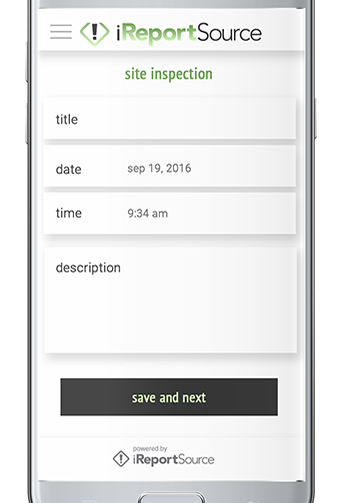 ! iReportSource
site inspection
title
date sep 19, 2016
time 9:34 am
description
save and next
powered by
! iReportSource